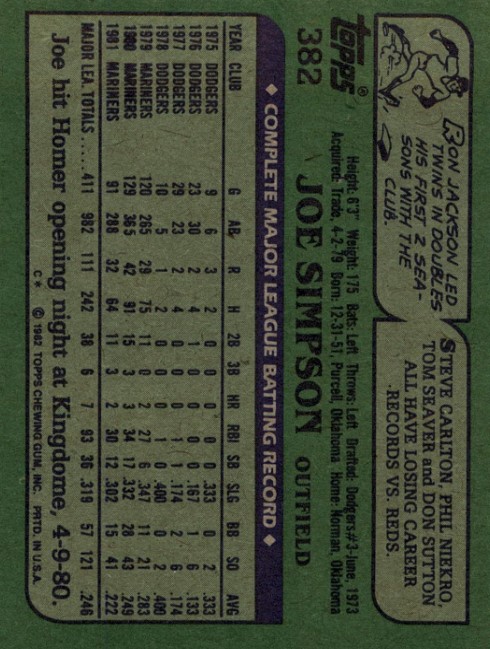 RON JACKSON LED
TWINS IN DOUBLES
HIS FIRST 2 SEA-
SONS WITH THE
CLUB.
STEVE CARLTON, PHIL NIEKRO,
TOM SEAVER and DON SUTTON
ALL HAVE LOSING CAREER
RECORDS VS. REDS.
TOPPS®
382 JOE SIMPSON OUTFIELD
Height: 6'3" Weight: 175 Bats: Left Throws: Left Drafted: Dodgers#3-June, 1973
Acquired: Trade, 4-2-79 Born: 12-31-51, Purcell, Oklahoma Home: Norman, Oklahoma
◆ COMPLETE MAJOR LEAGUE BATTING RECORD ◆
YEAR CLUB G AB R H 2B 3B HR RBI SB SLG BB SO AVG
1975 DODGERS 9 6 3 2 0 0 0 0 0 .333 0 2 .333
1976 DODGERS 23 30 2 4 1 0 0 0 0 .167 1 6 .133
1977 DODGERS 29 23 2 4 0 0 0 1 1 .174 2 6 .174
1978 DODGERS 10 5 1 2 0 0 0 1 0 .400 0 2 .400
1979 MARINERS 120 265 29 75 11 0 2 27 6 .347 11 21 .283
1980 MARINERS 129 365 42 91 15 3 3 34 17 .332 28 43 .249
1981 MARINERS 91 288 32 64 11 3 2 30 12 .302 15 41 .222
MAJOR LEA. TOTALS .....411 982 111 242 38 6 7 93 36 .319 57 121 .246
Joe hit Homer opening night at Kingdome, 4-9-80.
C* © 1982 TOPPS CHEWING GUM, INC. PRTD. IN U.S.A.